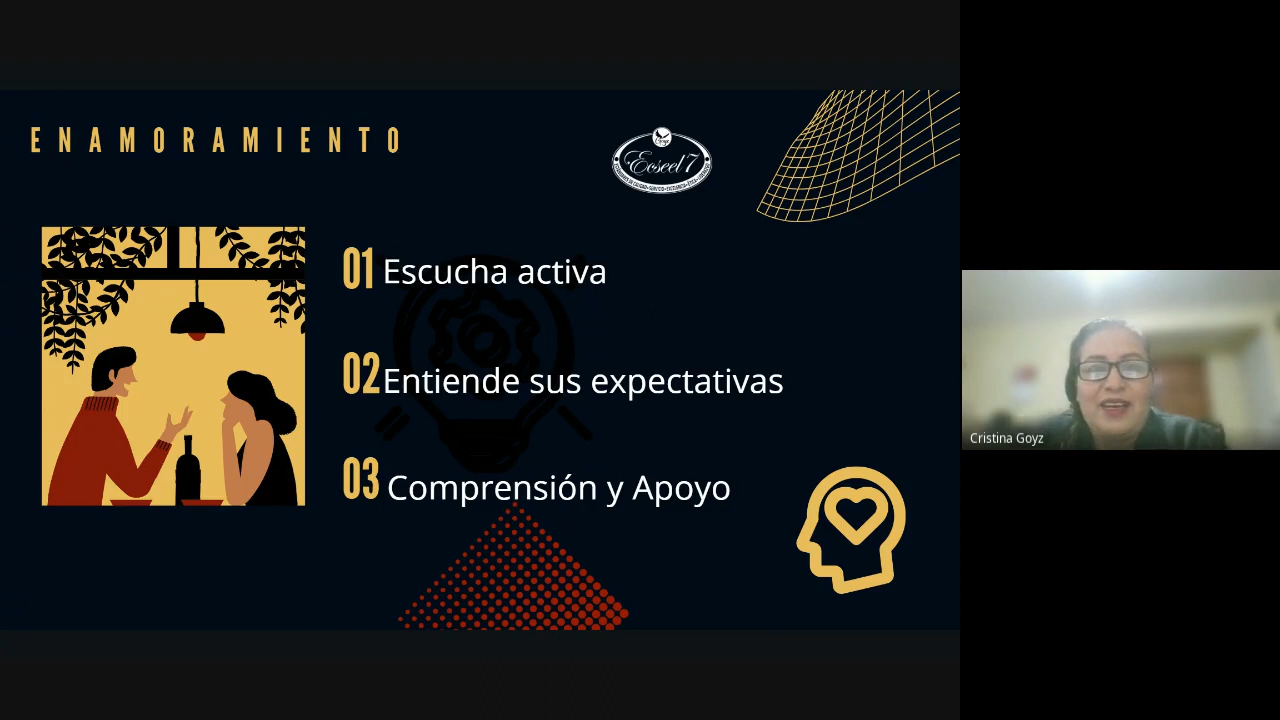 ENAMORAMIENTO
Ecseel7
01 Escucha activa
02 Entiende sus expectativas
03 Comprensión y Apoyo
Cristina Goyz